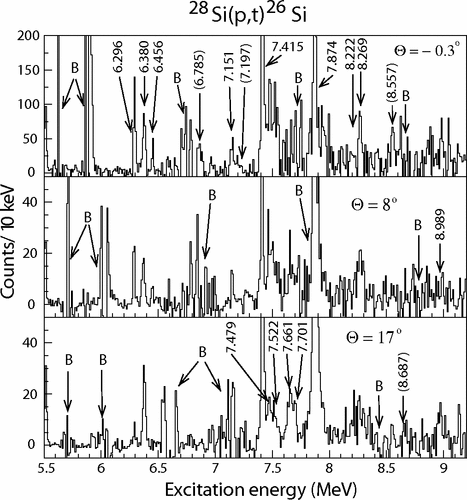 ²⁸Si(p,t)²⁶Si
Counts/10 keV
200
150
100
50
0
B
6.296
6.380
6.456
B
(6.785)
7.151
(7.197)
7.415
B
7.874
8.222
8.269
(8.557)
B
Θ = – 0.3°
40
20
0
B
B
B
B
8.989
Θ = 8°
40
20
0
B
B
B
7.479
7.522
7.661
7.701
B
(8.687)
Θ = 17°
5.5 6 6.5 7 7.5 8 8.5 9
Excitation energy (MeV)